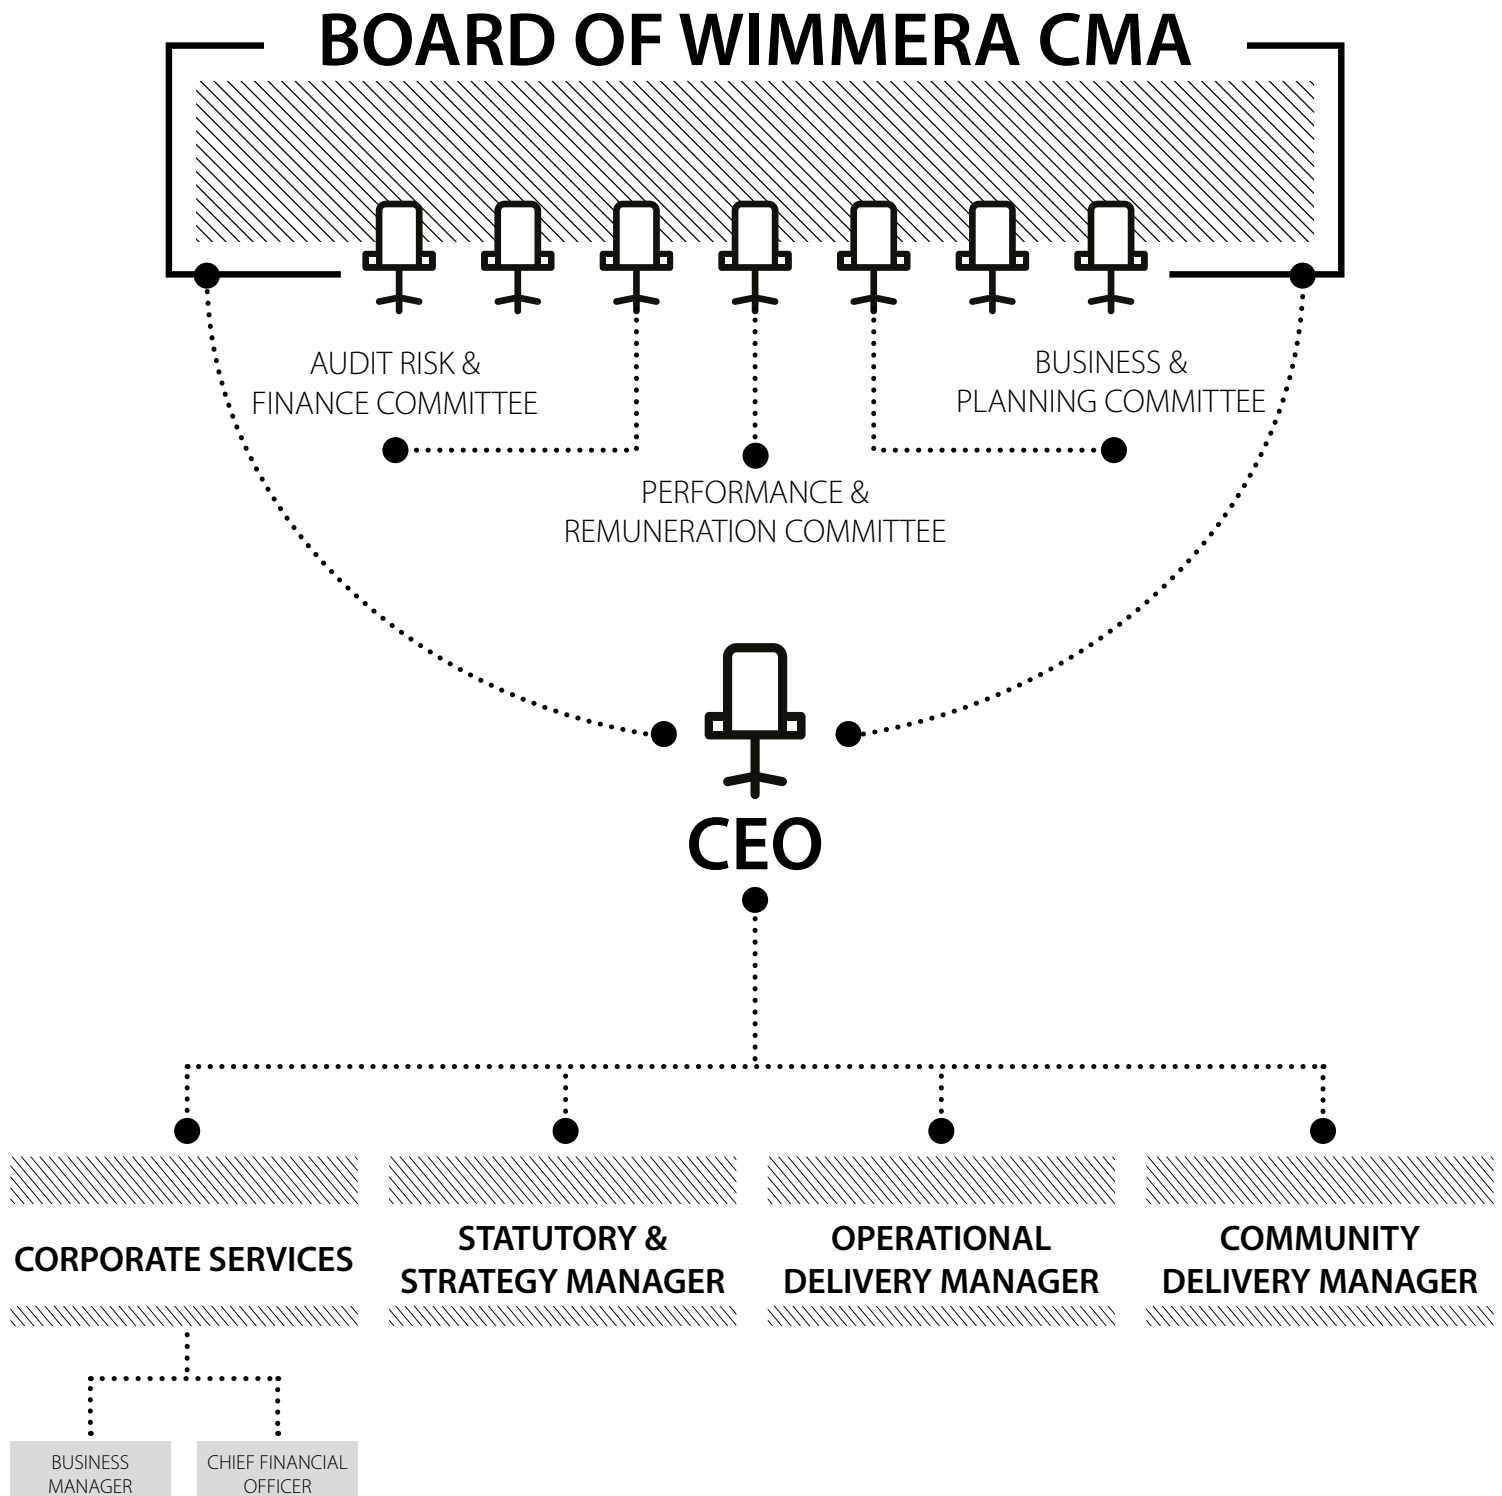 BOARD OF WIMMERA CMA
AUDIT RISK &
FINANCE COMMITTEE
BUSINESS &
PLANNING COMMITTEE
PERFORMANCE &
REMUNERATION COMMITTEE
CEO
CORPORATE SERVICES
STATUTORY &
STRATEGY MANAGER
OPERATIONAL
DELIVERY MANAGER
COMMUNITY
DELIVERY MANAGER
BUSINESS
MANAGER
CHIEF FINANCIAL
OFFICER